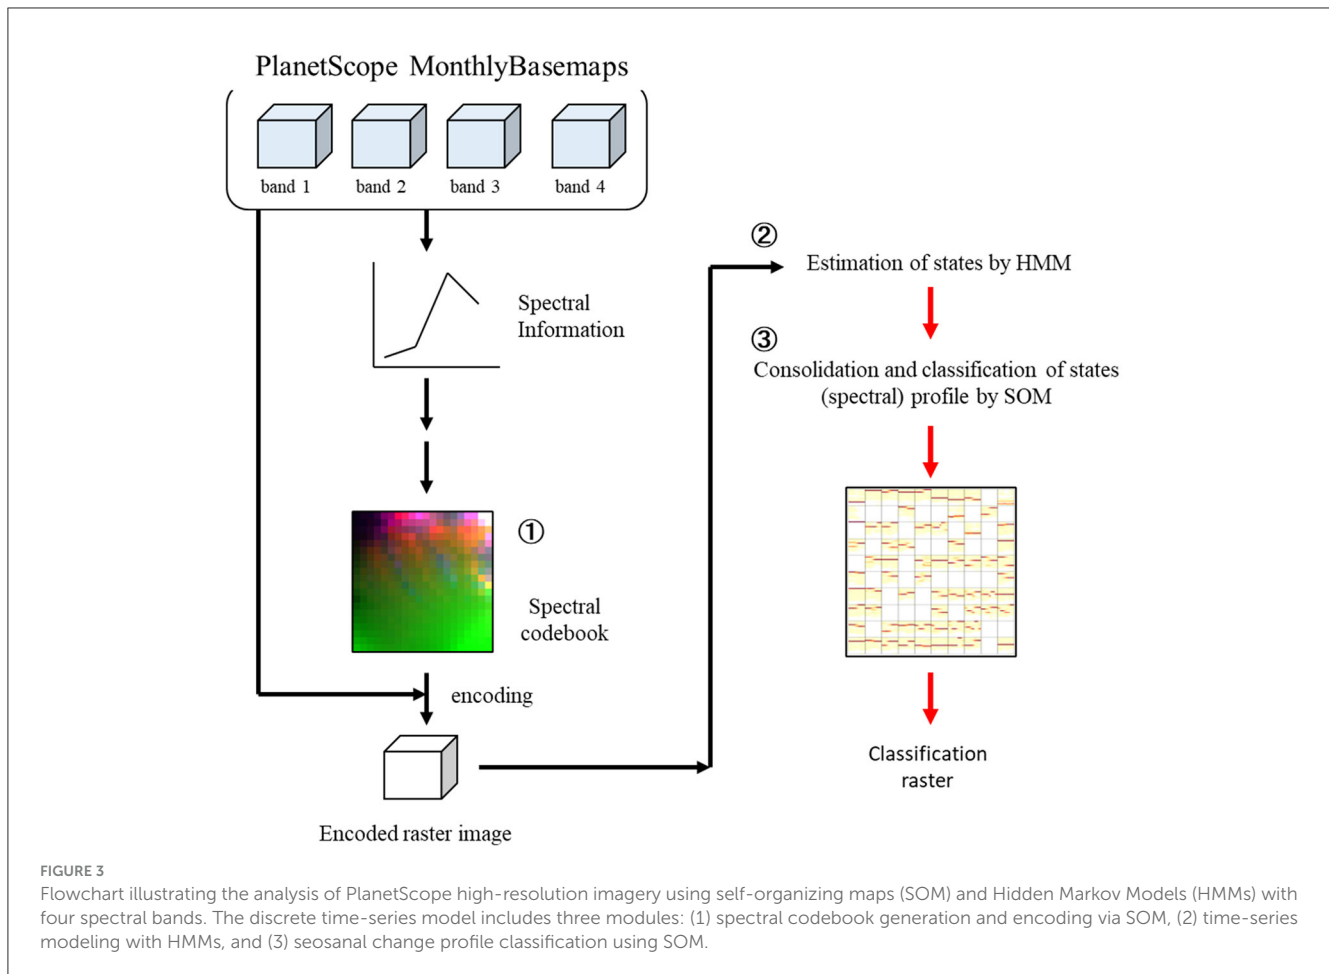 PlanetScope MonthlyBasemaps
band 1
band 2
band 3
band 4
Spectral
Information
①
Spectral
codebook
encoding
Encoded raster image
②
Estimation of states by HMM
③
Consolidation and classification of states
(spectral) profile by SOM
Classification
raster
FIGURE 3
Flowchart illustrating the analysis of PlanetScope high-resolution imagery using self-organizing maps (SOM) and Hidden Markov Models (HMMs) with
four spectral bands. The discrete time-series model includes three modules: (1) spectral codebook generation and encoding via SOM, (2) time-series
modeling with HMMs, and (3) seosanal change profile classification using SOM.